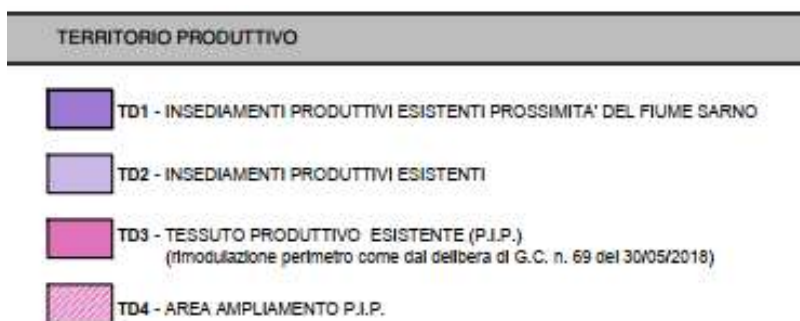 TERRITORIO PRODUTTIVO
TD1 - INSEDIAMENTI PRODUTTIVI ESISTENTI PROSSIMITA' DEL FIUME SARNO
TD2 - INSEDIAMENTI PRODUTTIVI ESISTENTI
TD3 - TESSUTO PRODUTTIVO ESISTENTE (P.I.P.)
(rimodulazione perimetro come dal delibera di G.C. n. 69 del 30/05/2018)
TD4 - AREA AMPLIAMENTO P.I.P.